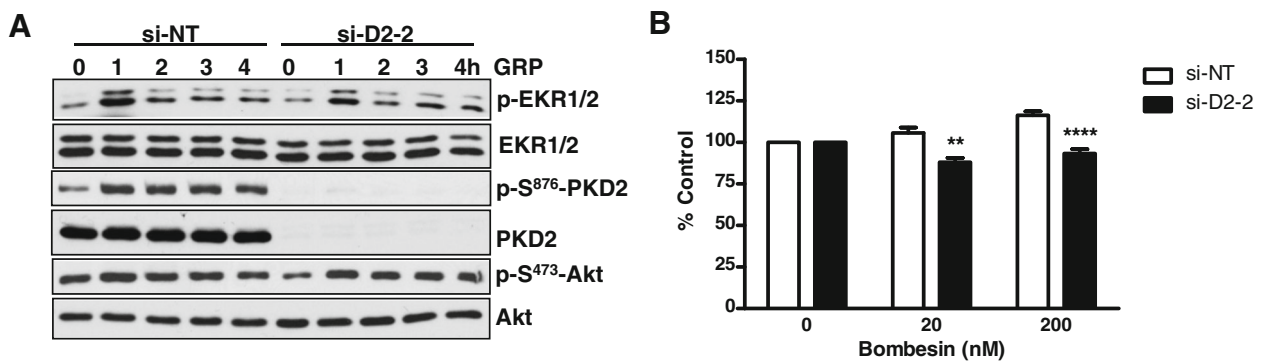 A
si-NT si-D2-2
0 1 2 3 4 0 1 2 3 4h GRP
p-EKR1/2
EKR1/2
p-S876-PKD2
PKD2
p-S473-Akt
Akt
B
150
125
100
75
50
25
0
% Control
** ****
0 20 200
Bombesin (nM)
si-NT
si-D2-2